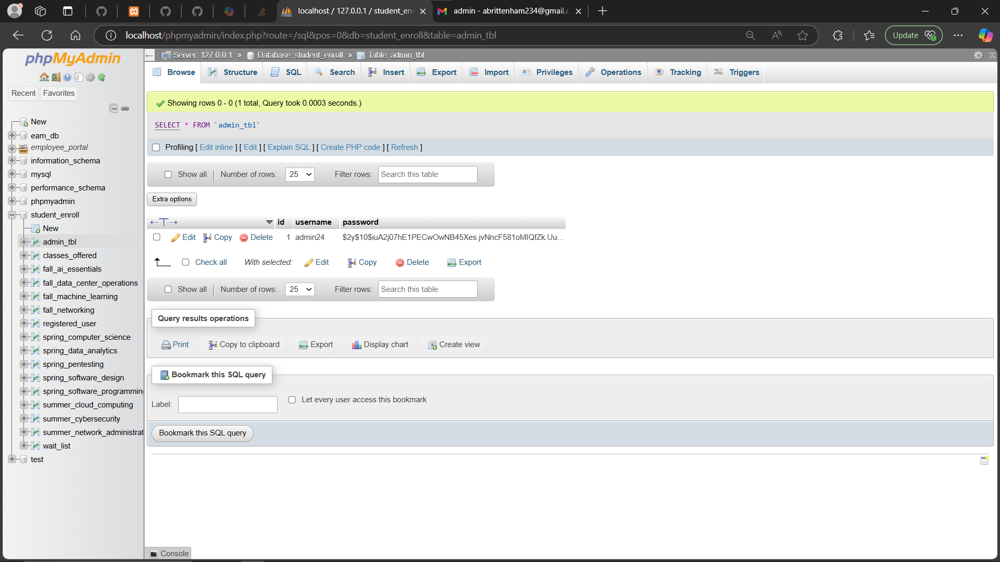 localhost / 127.0.0.1 / student_enr
admin - abrittenham234@gmail.c
localhost/phpmyadmin/index.php?route=/sql&pos=0&db=student_enroll&table=admin_tbl
Update
phpMyAdmin
Recent
Favorites
New
eam_db
employee_portal
information_schema
mysql
performance_schema
phpmyadmin
student_enroll
New
admin_tbl
classes_offered
fall_ai_essentials
fall_data_center_operations
fall_machine_learning
fall_networking
registered_user
spring_computer_science
spring_data_analytics
spring_pentesting
spring_software_design
spring_software_programmin
summer_cloud_computing
summer_cybersecurity
summer_network_administrat
wait_list
test
Server: 127.0.0.1 » Database: student_enroll » Table: admin_tbl
Browse Structure SQL Search Insert Export Import Privileges Operations Tracking Triggers
Showing rows 0 - 0 (1 total, Query took 0.0003 seconds.)
SELECT * FROM `admin_tbl`
Profiling [ Edit inline ] [ Edit ] [ Explain SQL ] [ Create PHP code ] [ Refresh ]
Show all Number of rows: 25 Filter rows: Search this table
Extra options
←T→ id username password
Edit Copy Delete 1 admin24 $2y$10$iuA2j07hE1PECwOwNB45Xes.jvNncF581oMIQfZk.Uu...
Check all With selected: Edit Copy Delete Export
Show all Number of rows: 25 Filter rows: Search this table
Query results operations
Print Copy to clipboard Export Display chart Create view
Bookmark this SQL query
Label: Let every user access this bookmark
Bookmark this SQL query
Console